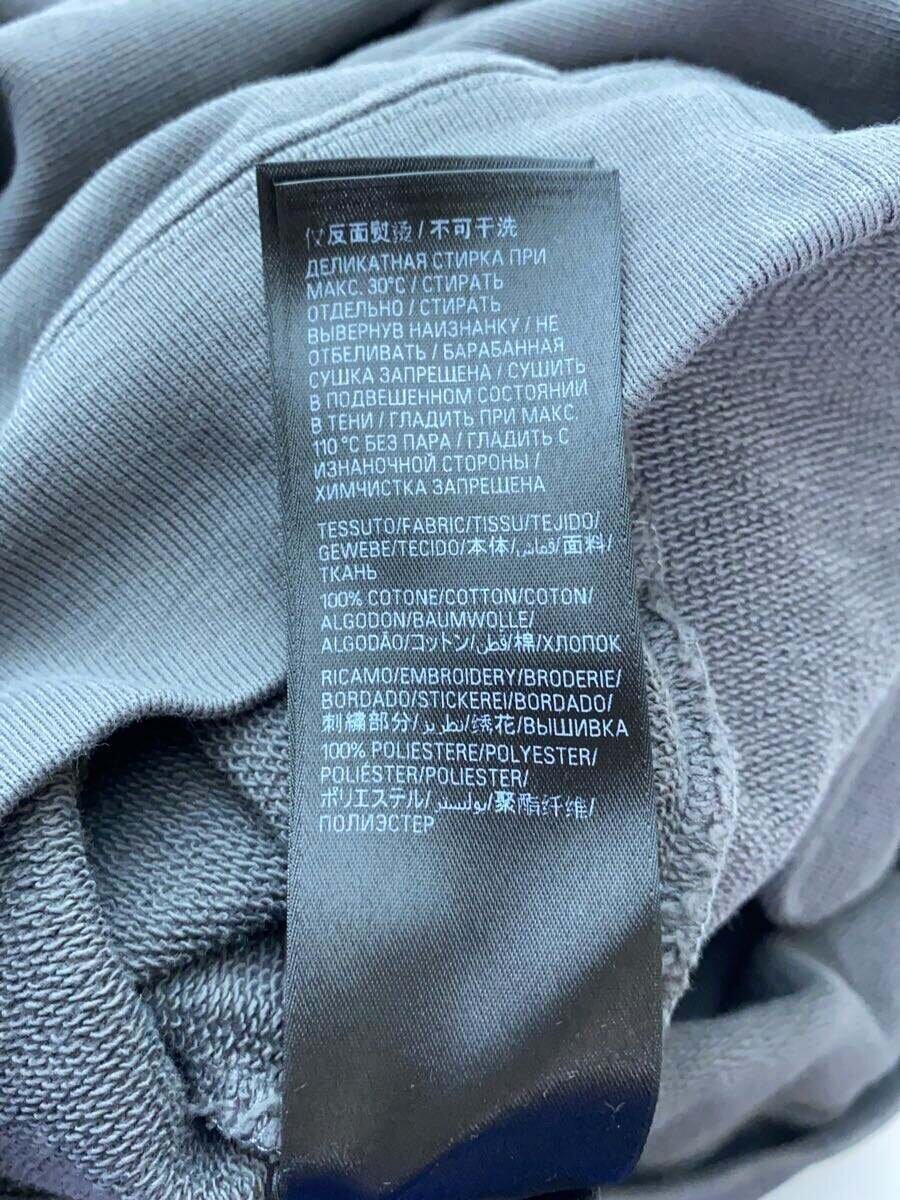 仅反面熨烫/不可干洗
ДЕЛИКАТНАЯ СТИРКА ПРИ
МАКС. 30°C / СТИРАТЬ
ОТДЕЛЬНО / СТИРАТЬ
ВЫВЕРНУВ НАИЗНАНКУ / НЕ
ОТБЕЛИВАТЬ / БАРАБАННАЯ
СУШКА ЗАПРЕЩЕНА / СУШИТЬ
В ПОДВЕШЕННОМ СОСТОЯНИИ
В ТЕНИ / ГЛАДИТЬ ПРИ МАКС.
110 °C БЕЗ ПАРА / ГЛАДИТЬ С
ИЗНАНОЧНОЙ СТОРОНЫ /
ХИМЧИСТКА ЗАПРЕЩЕНА
TESSUTO/FABRIC/TISSU/TEJIDO/
GEWEBE/TECIDO/本体/قماش/面料/
ТКАНЬ
100% COTONE/COTTON/COTON/
ALGODON/BAUMWOLLE/
ALGODÃO/コットン/قطن/棉/ХЛОПОК
RICAMO/EMBROIDERY/BRODERIE/
BORDADO/STICKEREI/BORDADO/
刺繍部分/تطريز/绣花/ВЫШИВКА
100% POLIESTERE/POLYESTER/
POLIÉSTER/POLIESTER/
ポリエステル/بوليستر/聚酯纤维/
ПОЛИЭСТЕР